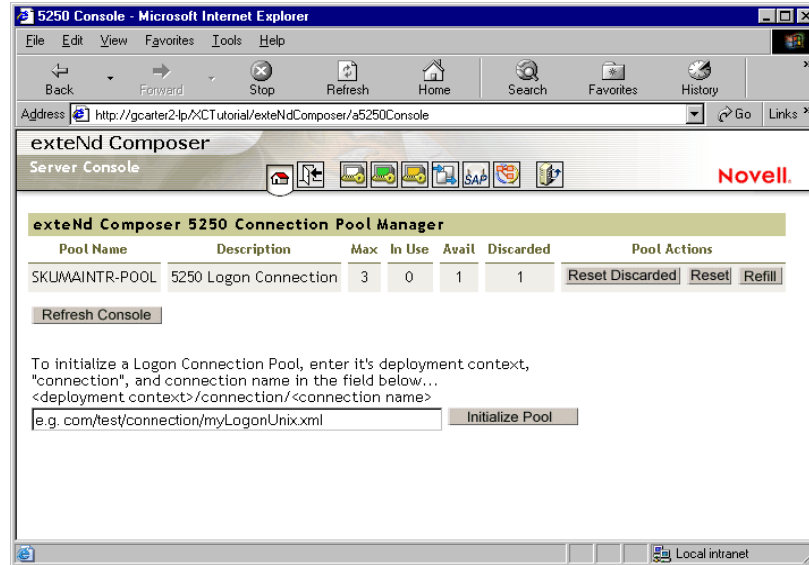 5250 Console - Microsoft Internet Explorer
File Edit View Favorites Tools Help
Back Forward Stop Refresh Home Search Favorites History
Address http://gcarter2-lp/XCTutorial/exteNdComposer/a5250Console Go Links
exteNd Composer
Server Console
SAP
Novell.
exteNd Composer 5250 Connection Pool Manager
Pool Name Description Max In Use Avail Discarded Pool Actions
SKUMAINTR-POOL 5250 Logon Connection 3 0 1 1 Reset Discarded Reset Refill
Refresh Console
To initialize a Logon Connection Pool, enter it's deployment context,
"connection", and connection name in the field below...
<deployment context>/connection/<connection name>
e.g. com/test/connection/myLogonUnix.xml Initialize Pool
Local intranet